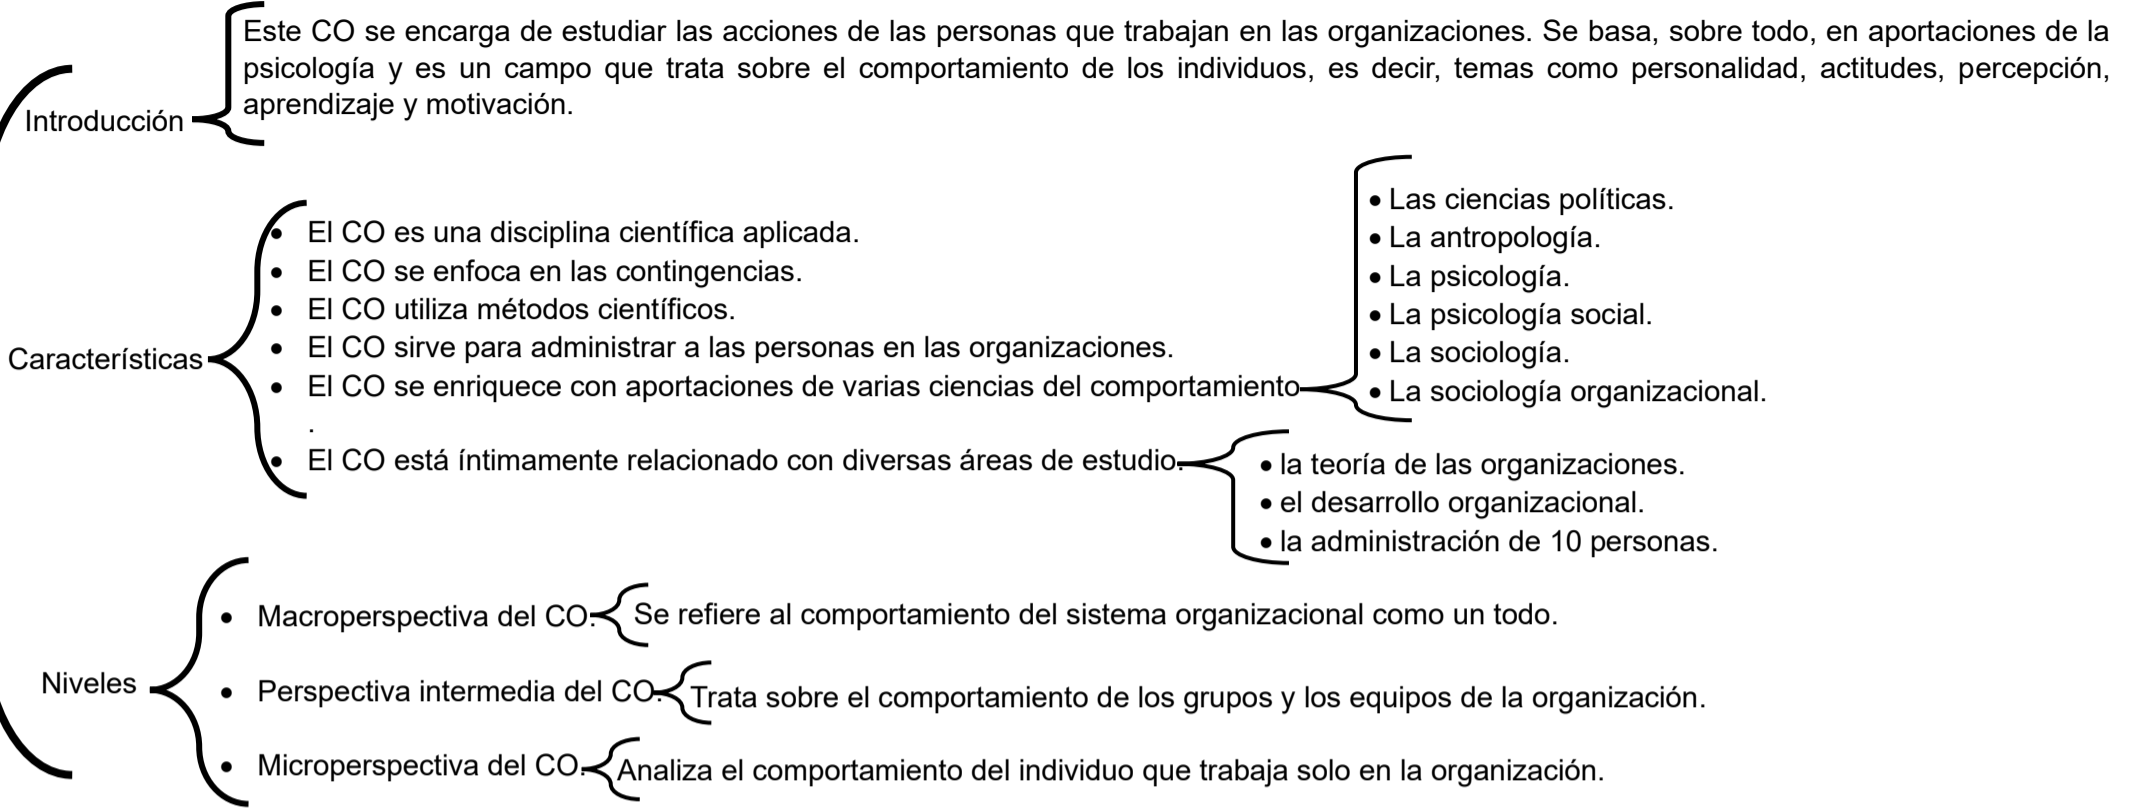 Este CO se encarga de estudiar las acciones de las personas que trabajan en las organizaciones. Se basa, sobre todo, en aportaciones de la
psicología y es un campo que trata sobre el comportamiento de los individuos, es decir, temas como personalidad, actitudes, percepción,
aprendizaje y motivación.
Introducción
Características
• El CO es una disciplina científica aplicada.
• El CO se enfoca en las contingencias.
• El CO utiliza métodos científicos.
• El CO sirve para administrar a las personas en las organizaciones.
• El CO se enriquece con aportaciones de varias ciencias del comportamiento
.
• Las ciencias políticas.
• La antropología.
• La psicología.
• La psicología social.
• La sociología.
• La sociología organizacional.
• El CO está íntimamente relacionado con diversas áreas de estudio.
• la teoría de las organizaciones.
• el desarrollo organizacional.
• la administración de 10 personas.
Niveles
• Macroperspectiva del CO.
Se refiere al comportamiento del sistema organizacional como un todo.
• Perspectiva intermedia del CO.
Trata sobre el comportamiento de los grupos y los equipos de la organización.
• Microperspectiva del CO.
Analiza el comportamiento del individuo que trabaja solo en la organización.